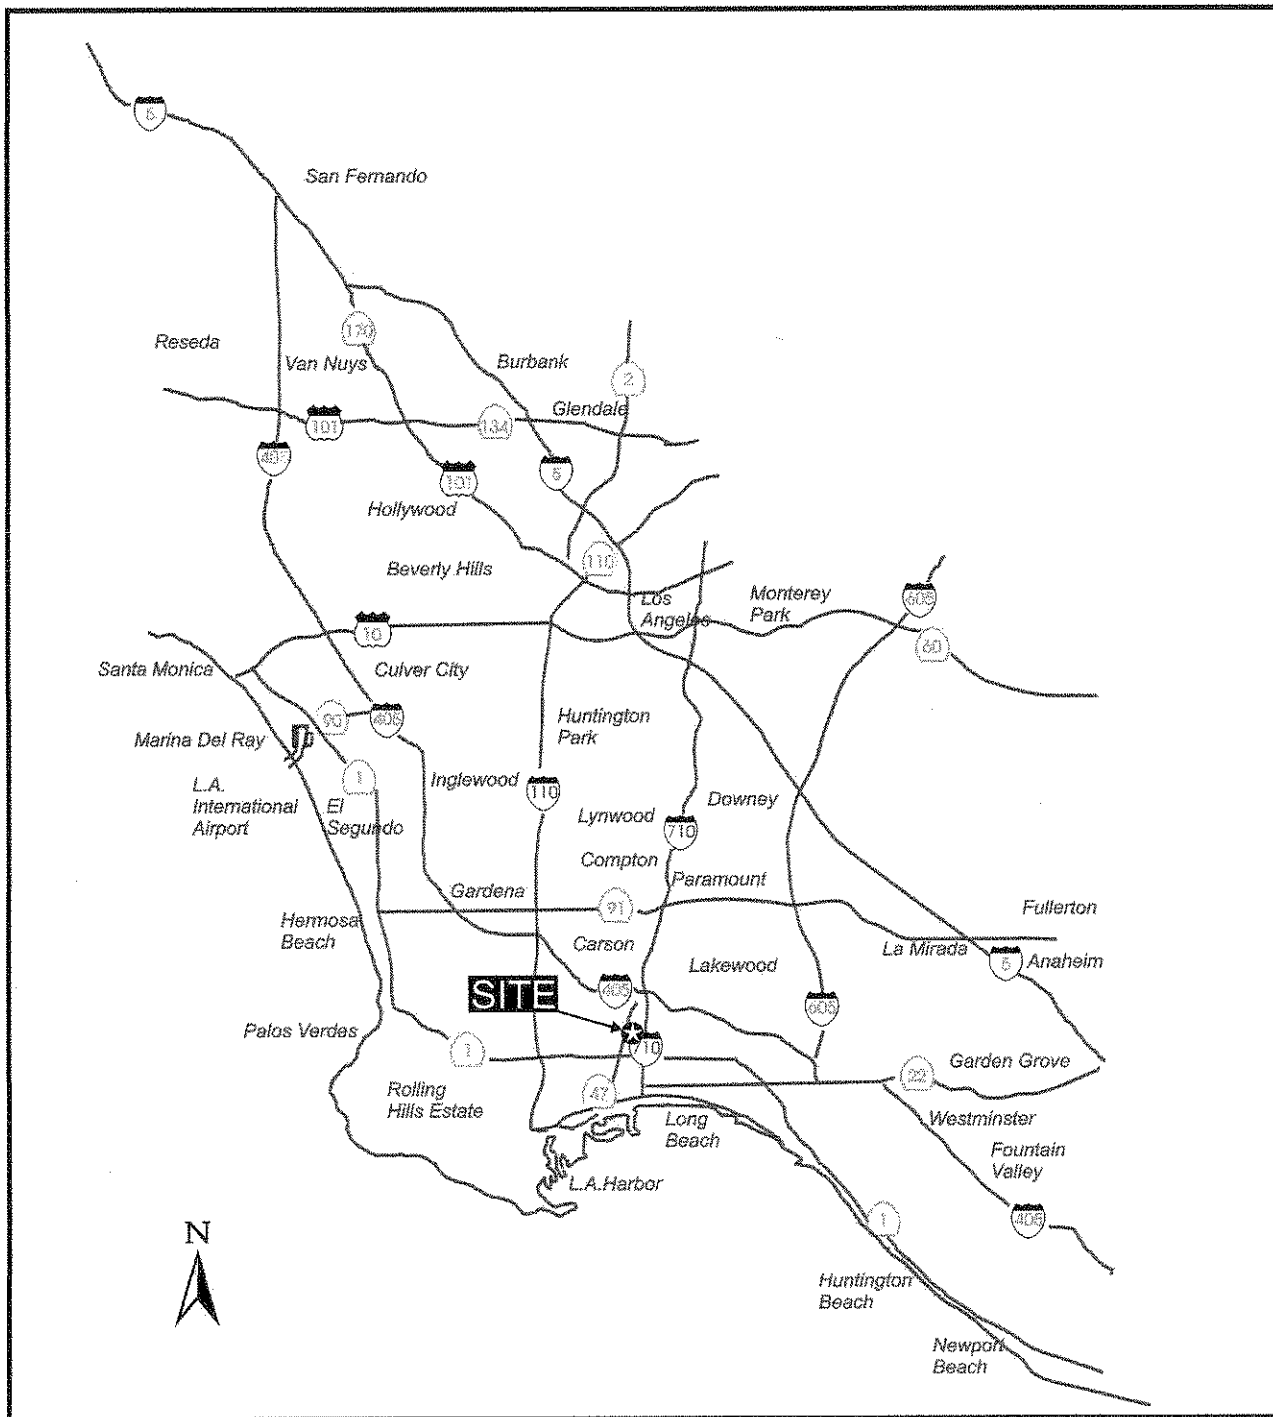 5
San Fernando
170
Reseda
Van Nuys
Burbank
2
Glendale
101
134
405
5
101
Hollywood
110
Beverly Hills
605
Los
Angeles
Monterey
Park
10
60
Santa Monica
Culver City
90
405
Huntington
Park
Marina Del Ray
1
Inglewood
110
L.A.
International
Airport
El
Segundo
Lynwood
Downey
710
Compton
Paramount
Gardena
91
Fullerton
Hermosa
Beach
Carson
La Mirada
Lakewood
5
Anaheim
SITE
405
605
Palos Verdes
1
710
Garden Grove
22
Rolling
Hills Estate
47
Long
Beach
Westminster
Fountain
Valley
L.A.Harbor
N
1
405
Huntington
Beach
Newport
Beach